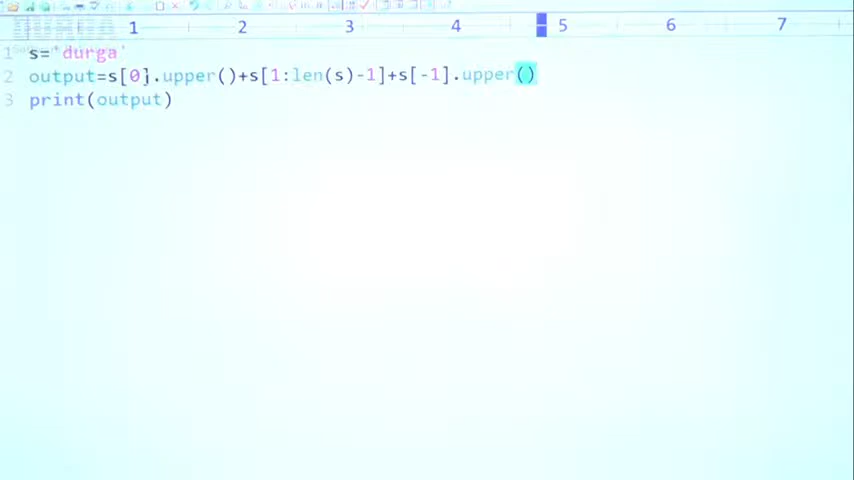 1 2 3 4 5 6 7
1 s='durga'
2 output=s[0].upper()+s[1:len(s)-1]+s[-1].upper()
3 print(output)